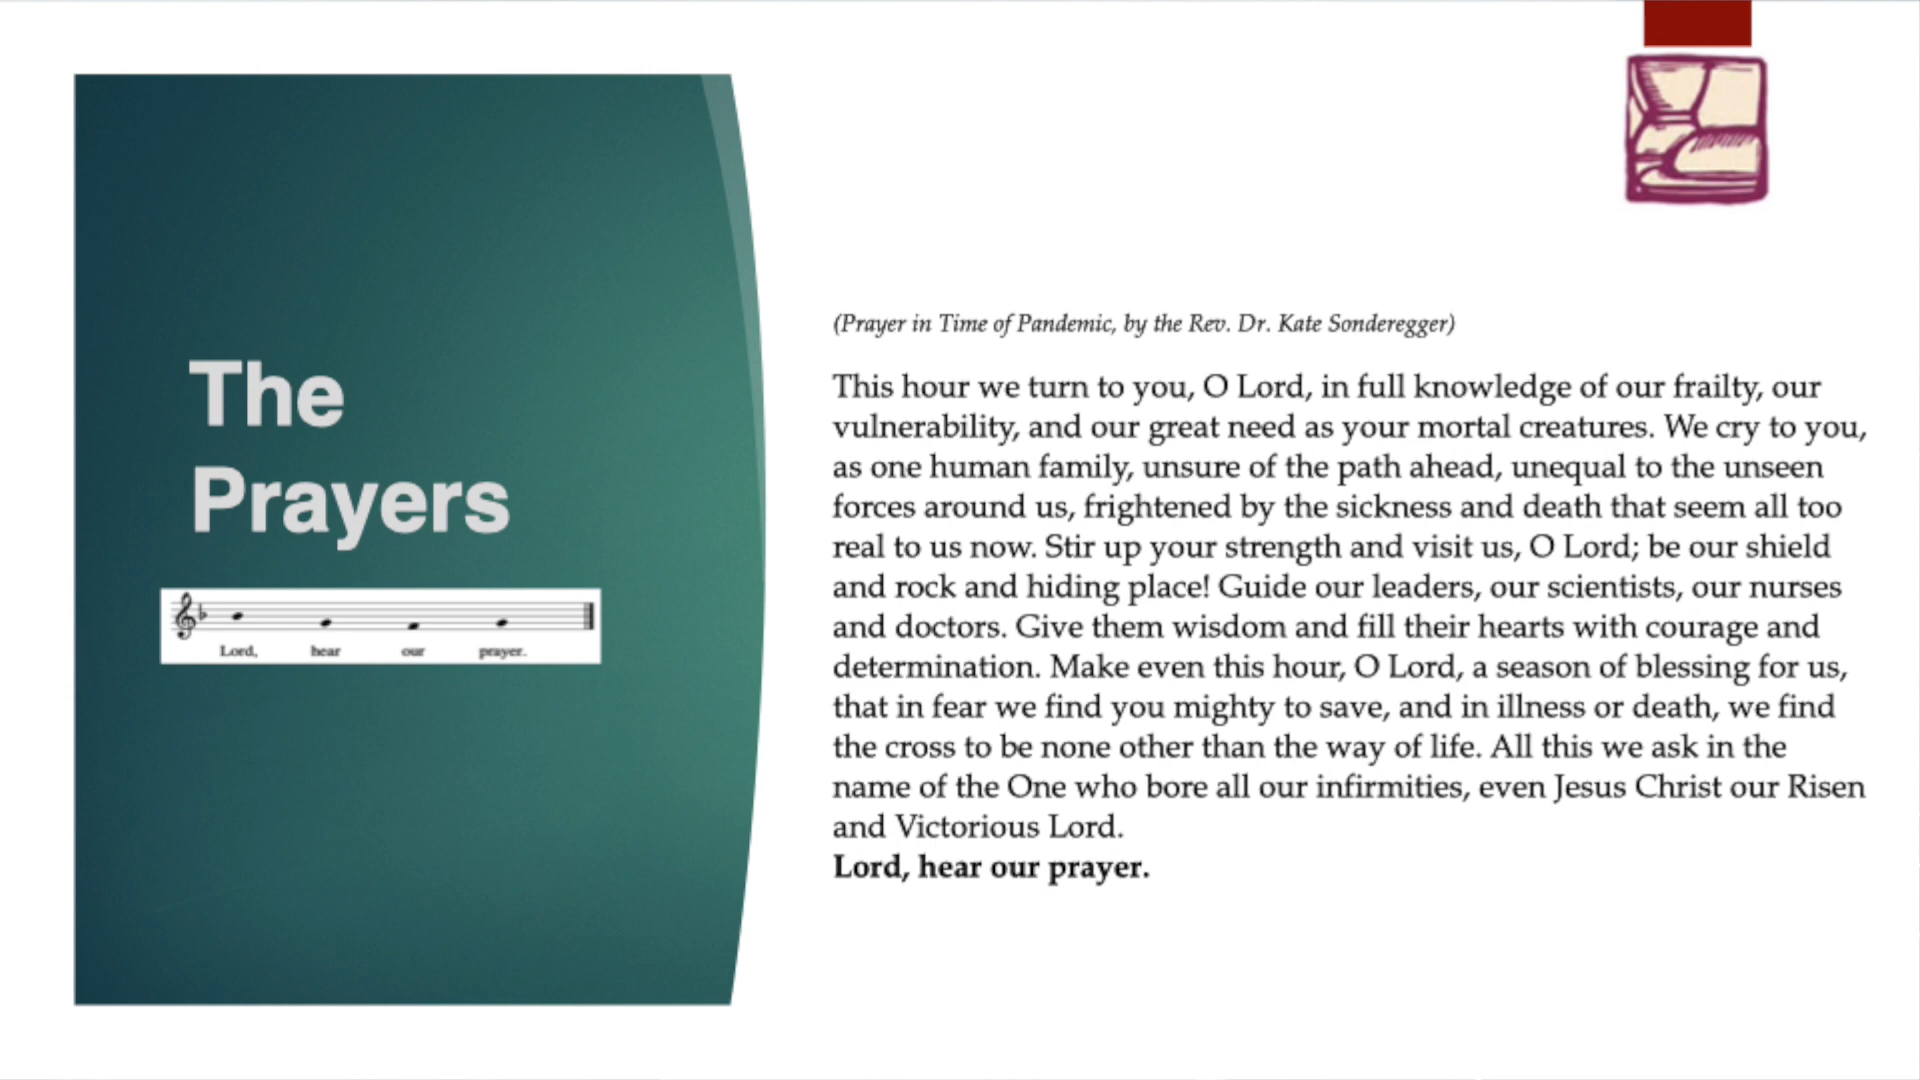 The
Prayers
Lord, hear our prayer.
(Prayer in Time of Pandemic, by the Rev. Dr. Kate Sonderegger)
This hour we turn to you, O Lord, in full knowledge of our frailty, our
vulnerability, and our great need as your mortal creatures. We cry to you,
as one human family, unsure of the path ahead, unequal to the unseen
forces around us, frightened by the sickness and death that seem all too
real to us now. Stir up your strength and visit us, O Lord; be our shield
and rock and hiding place! Guide our leaders, our scientists, our nurses
and doctors. Give them wisdom and fill their hearts with courage and
determination. Make even this hour, O Lord, a season of blessing for us,
that in fear we find you mighty to save, and in illness or death, we find
the cross to be none other than the way of life. All this we ask in the
name of the One who bore all our infirmities, even Jesus Christ our Risen
and Victorious Lord.
Lord, hear our prayer.